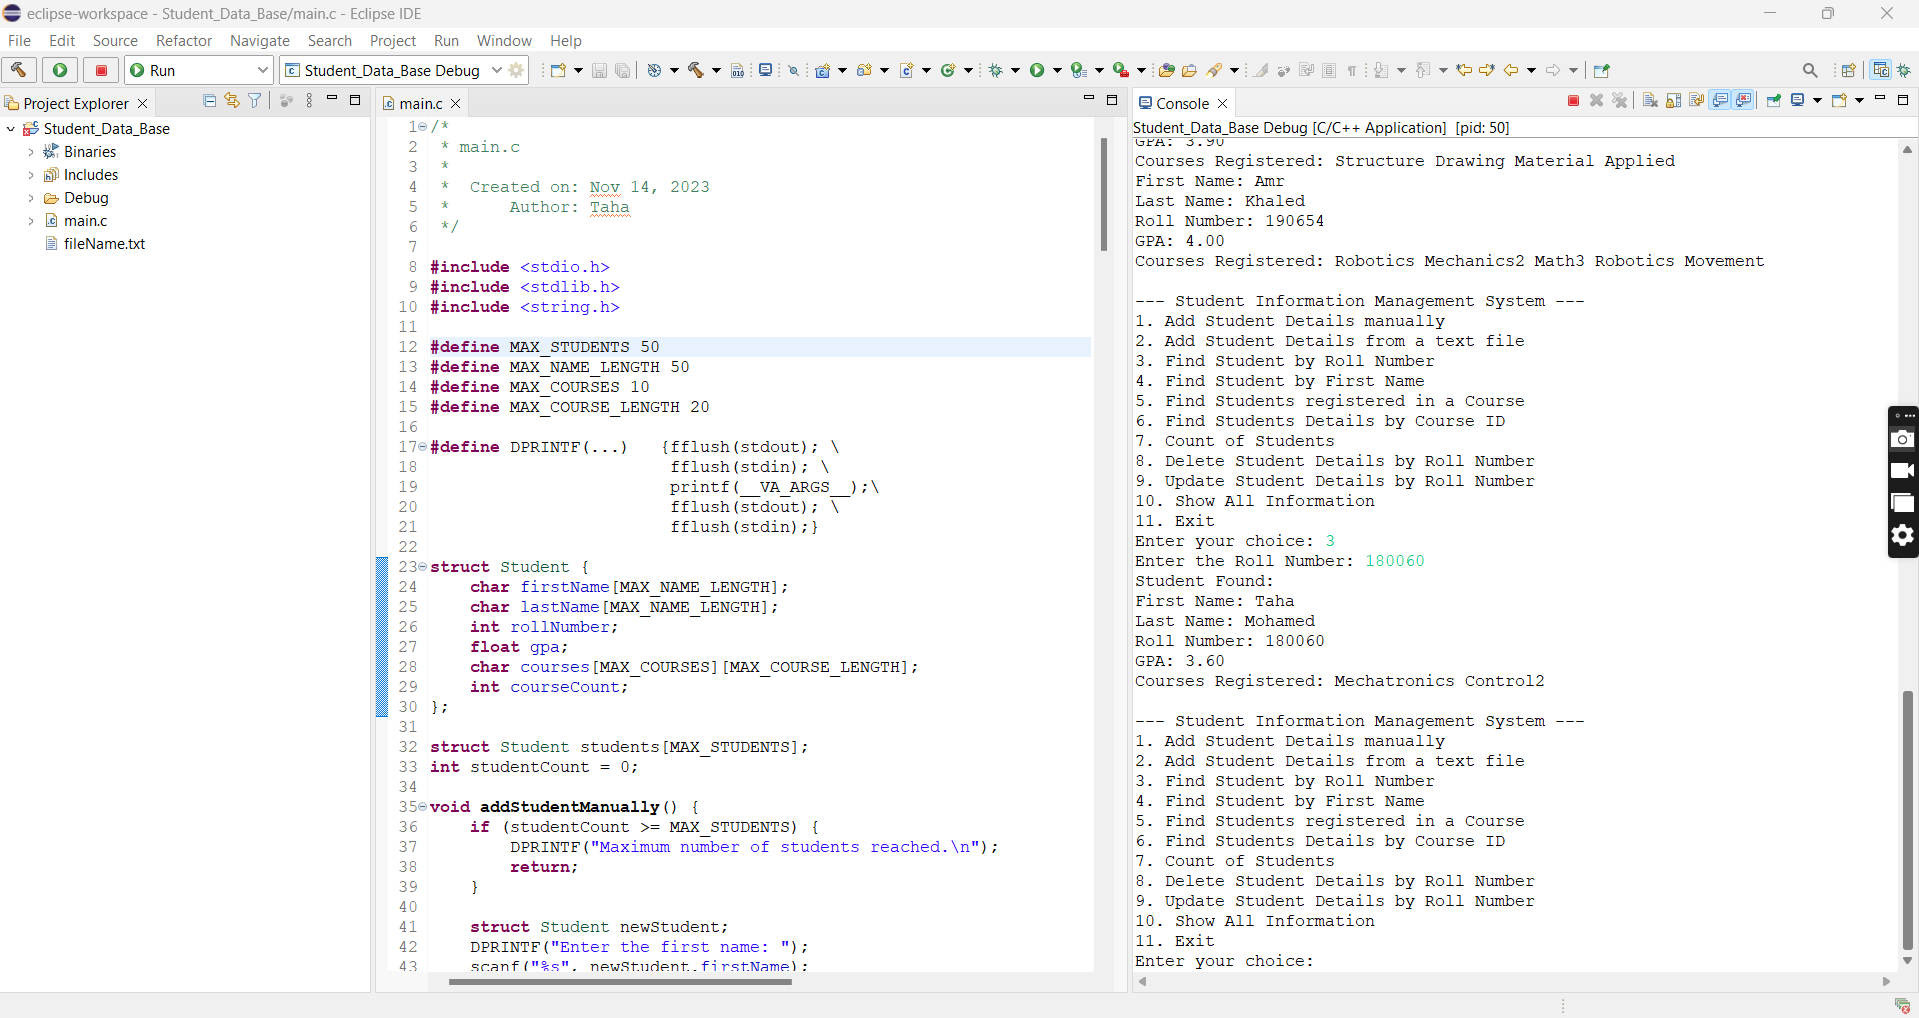 eclipse-workspace - Student_Data_Base/main.c - Eclipse IDE
File Edit Source Refactor Navigate Search Project Run Window Help
Run
Student_Data_Base Debug
Project Explorer
Student_Data_Base
Binaries
Includes
Debug
main.c
fileName.txt
main.c
1 /*
2  * main.c
3  *
4  *  Created on: Nov 14, 2023
5  *      Author: Taha
6  */
7
8 #include <stdio.h>
9 #include <stdlib.h>
10 #include <string.h>
11
12 #define MAX_STUDENTS 50
13 #define MAX_NAME_LENGTH 50
14 #define MAX_COURSES 10
15 #define MAX_COURSE_LENGTH 20
16
17 #define DPRINTF(...)   {fflush(stdout); \
18                         fflush(stdin); \
19                         printf(__VA_ARGS__);\
20                         fflush(stdout); \
21                         fflush(stdin);}
22
23 struct Student {
24     char firstName[MAX_NAME_LENGTH];
25     char lastName[MAX_NAME_LENGTH];
26     int rollNumber;
27     float gpa;
28     char courses[MAX_COURSES][MAX_COURSE_LENGTH];
29     int courseCount;
30 };
31
32 struct Student students[MAX_STUDENTS];
33 int studentCount = 0;
34
35 void addStudentManually() {
36     if (studentCount >= MAX_STUDENTS) {
37         DPRINTF("Maximum number of students reached.\n");
38         return;
39     }
40
41     struct Student newStudent;
42     DPRINTF("Enter the first name: ");
43     scanf("%s", newStudent.firstName);
Console
Student_Data_Base Debug [C/C++ Application] [pid: 50]
GPA: 3.90
Courses Registered: Structure Drawing Material Applied
First Name: Amr
Last Name: Khaled
Roll Number: 190654
GPA: 4.00
Courses Registered: Robotics Mechanics2 Math3 Robotics Movement
--- Student Information Management System ---
1. Add Student Details manually
2. Add Student Details from a text file
3. Find Student by Roll Number
4. Find Student by First Name
5. Find Students registered in a Course
6. Find Students Details by Course ID
7. Count of Students
8. Delete Student Details by Roll Number
9. Update Student Details by Roll Number
10. Show All Information
11. Exit
Enter your choice: 3
Enter the Roll Number: 180060
Student Found:
First Name: Taha
Last Name: Mohamed
Roll Number: 180060
GPA: 3.60
Courses Registered: Mechatronics Control2
--- Student Information Management System ---
1. Add Student Details manually
2. Add Student Details from a text file
3. Find Student by Roll Number
4. Find Student by First Name
5. Find Students registered in a Course
6. Find Students Details by Course ID
7. Count of Students
8. Delete Student Details by Roll Number
9. Update Student Details by Roll Number
10. Show All Information
11. Exit
Enter your choice: